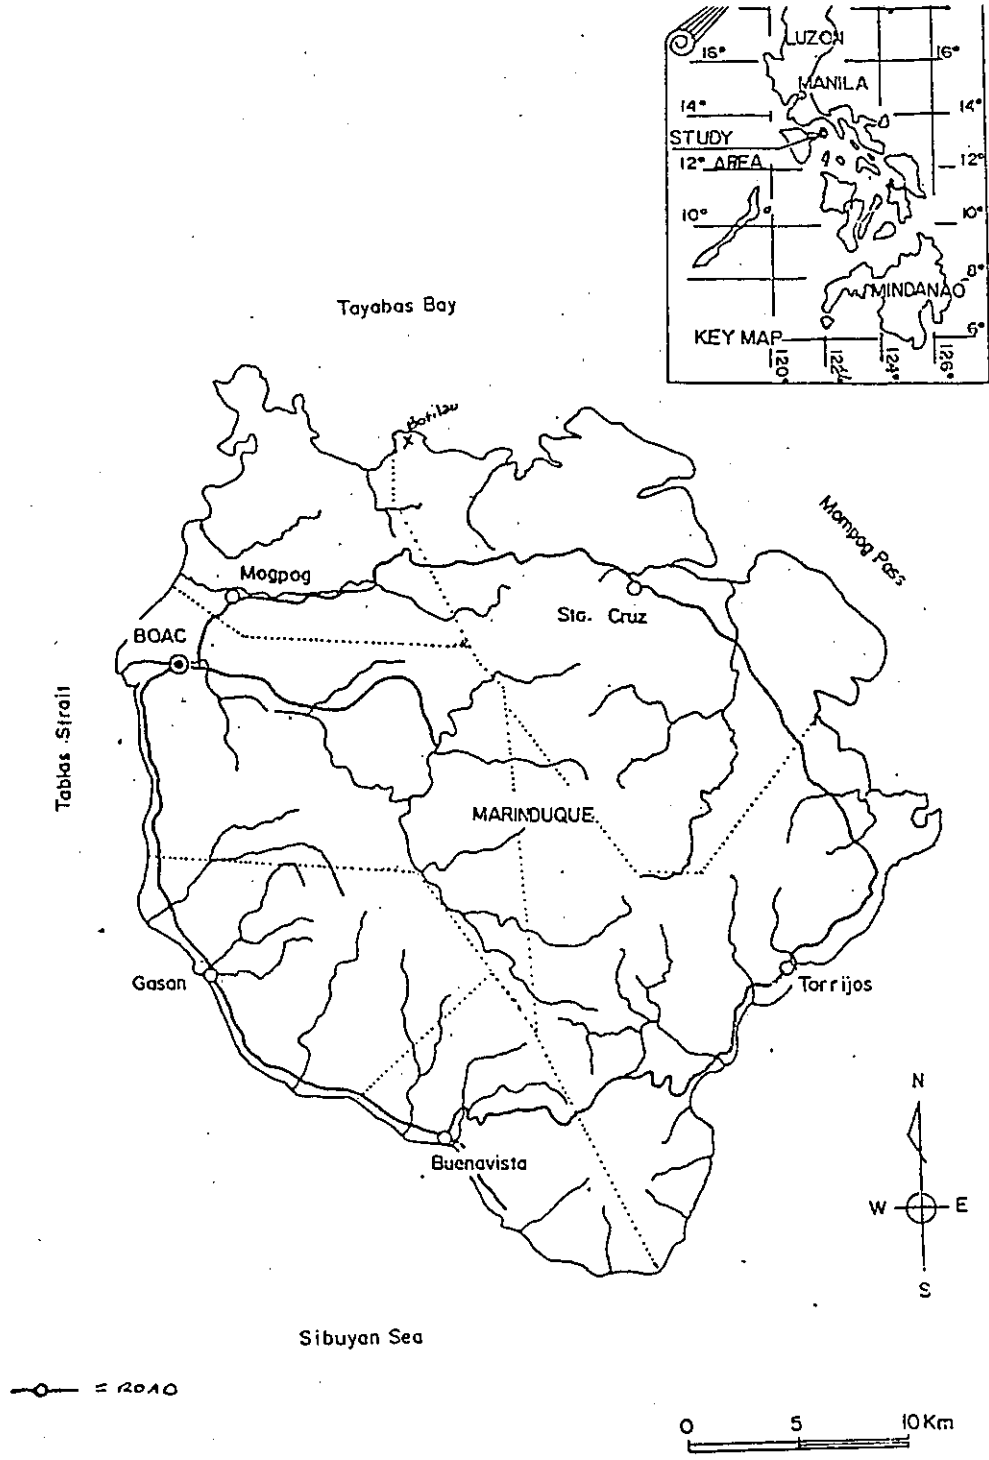 LUZON
16° 16°
MANILA
14° 14°
STUDY
12° AREA 12°
10° 10°
8°
MINDANAO
KEY MAP 6°
120° 122° 124° 126°
Tayabas Bay
Mompog Pass
Mogpog
Sta. Cruz
BOAC
Tablas Strait
MARINDUQUE
Gasan
Torrijos
Buenavista
N
W E
S
Sibuyan Sea
= ROAD
0 5 10 Km